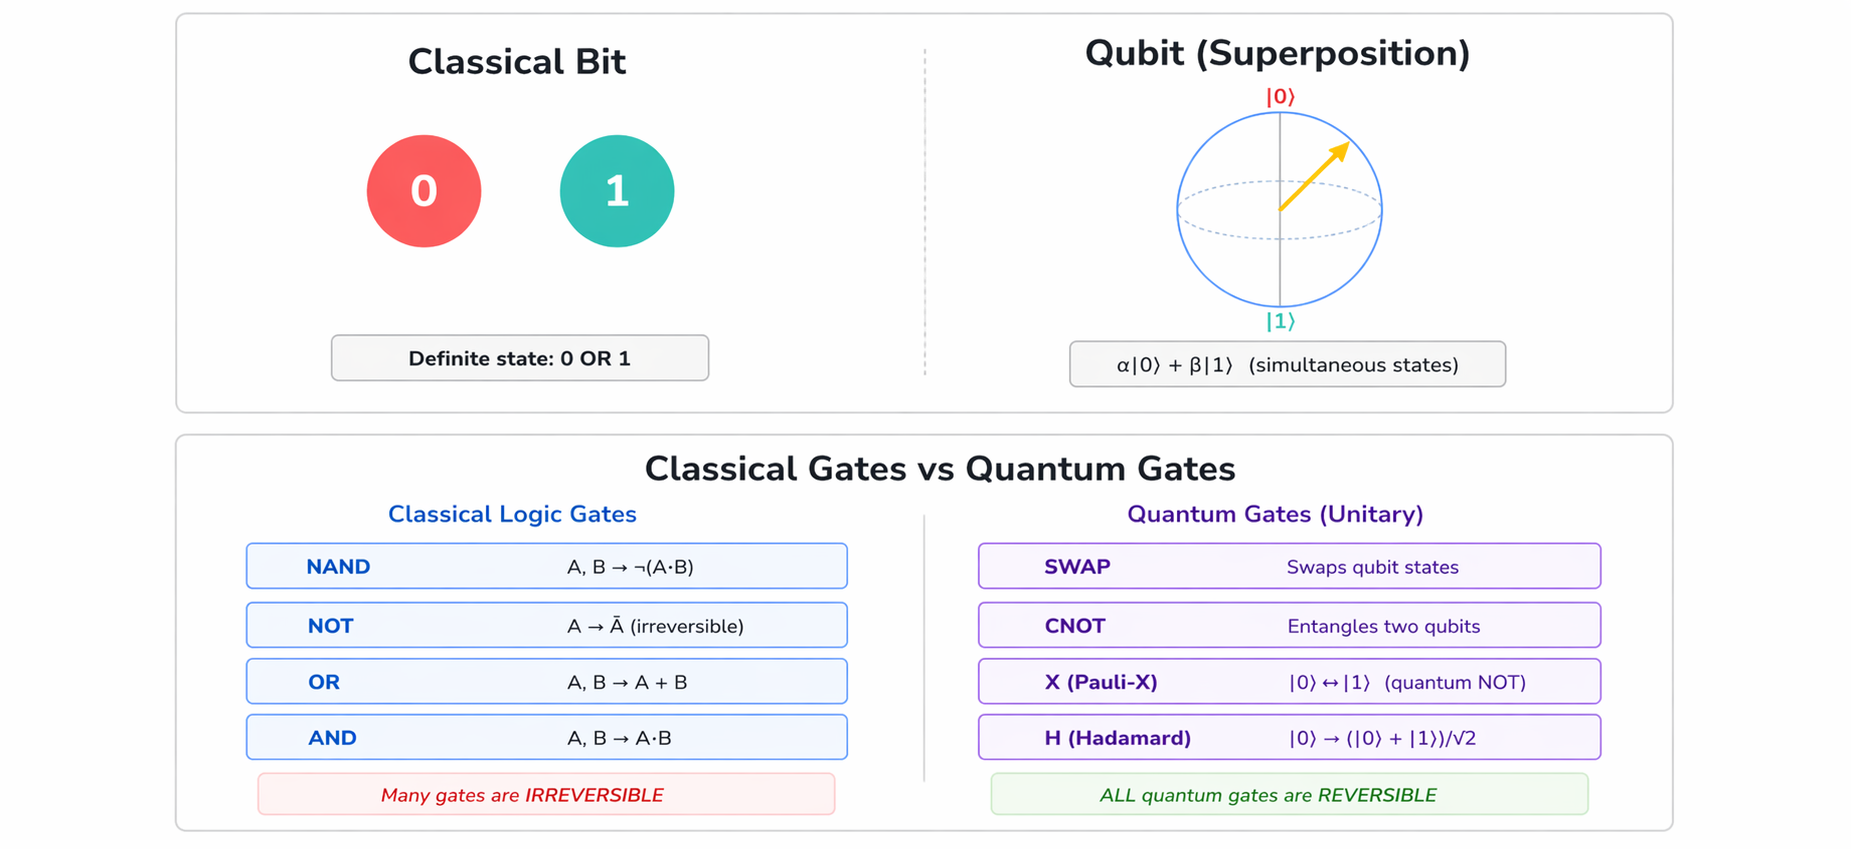 Classical Bit
0
1
Definite state: 0 OR 1
Qubit (Superposition)
|0⟩
|1⟩
α|0⟩ + β|1⟩ (simultaneous states)
Classical Gates vs Quantum Gates
Classical Logic Gates
NAND A, B → ¬(A·B)
NOT A → Ā (irreversible)
OR A, B → A + B
AND A, B → A·B
Many gates are IRREVERSIBLE
Quantum Gates (Unitary)
SWAP Swaps qubit states
CNOT Entangles two qubits
X (Pauli-X) |0⟩ ↔ |1⟩ (quantum NOT)
H (Hadamard) |0⟩ → (|0⟩ + |1⟩)/√2
ALL quantum gates are REVERSIBLE